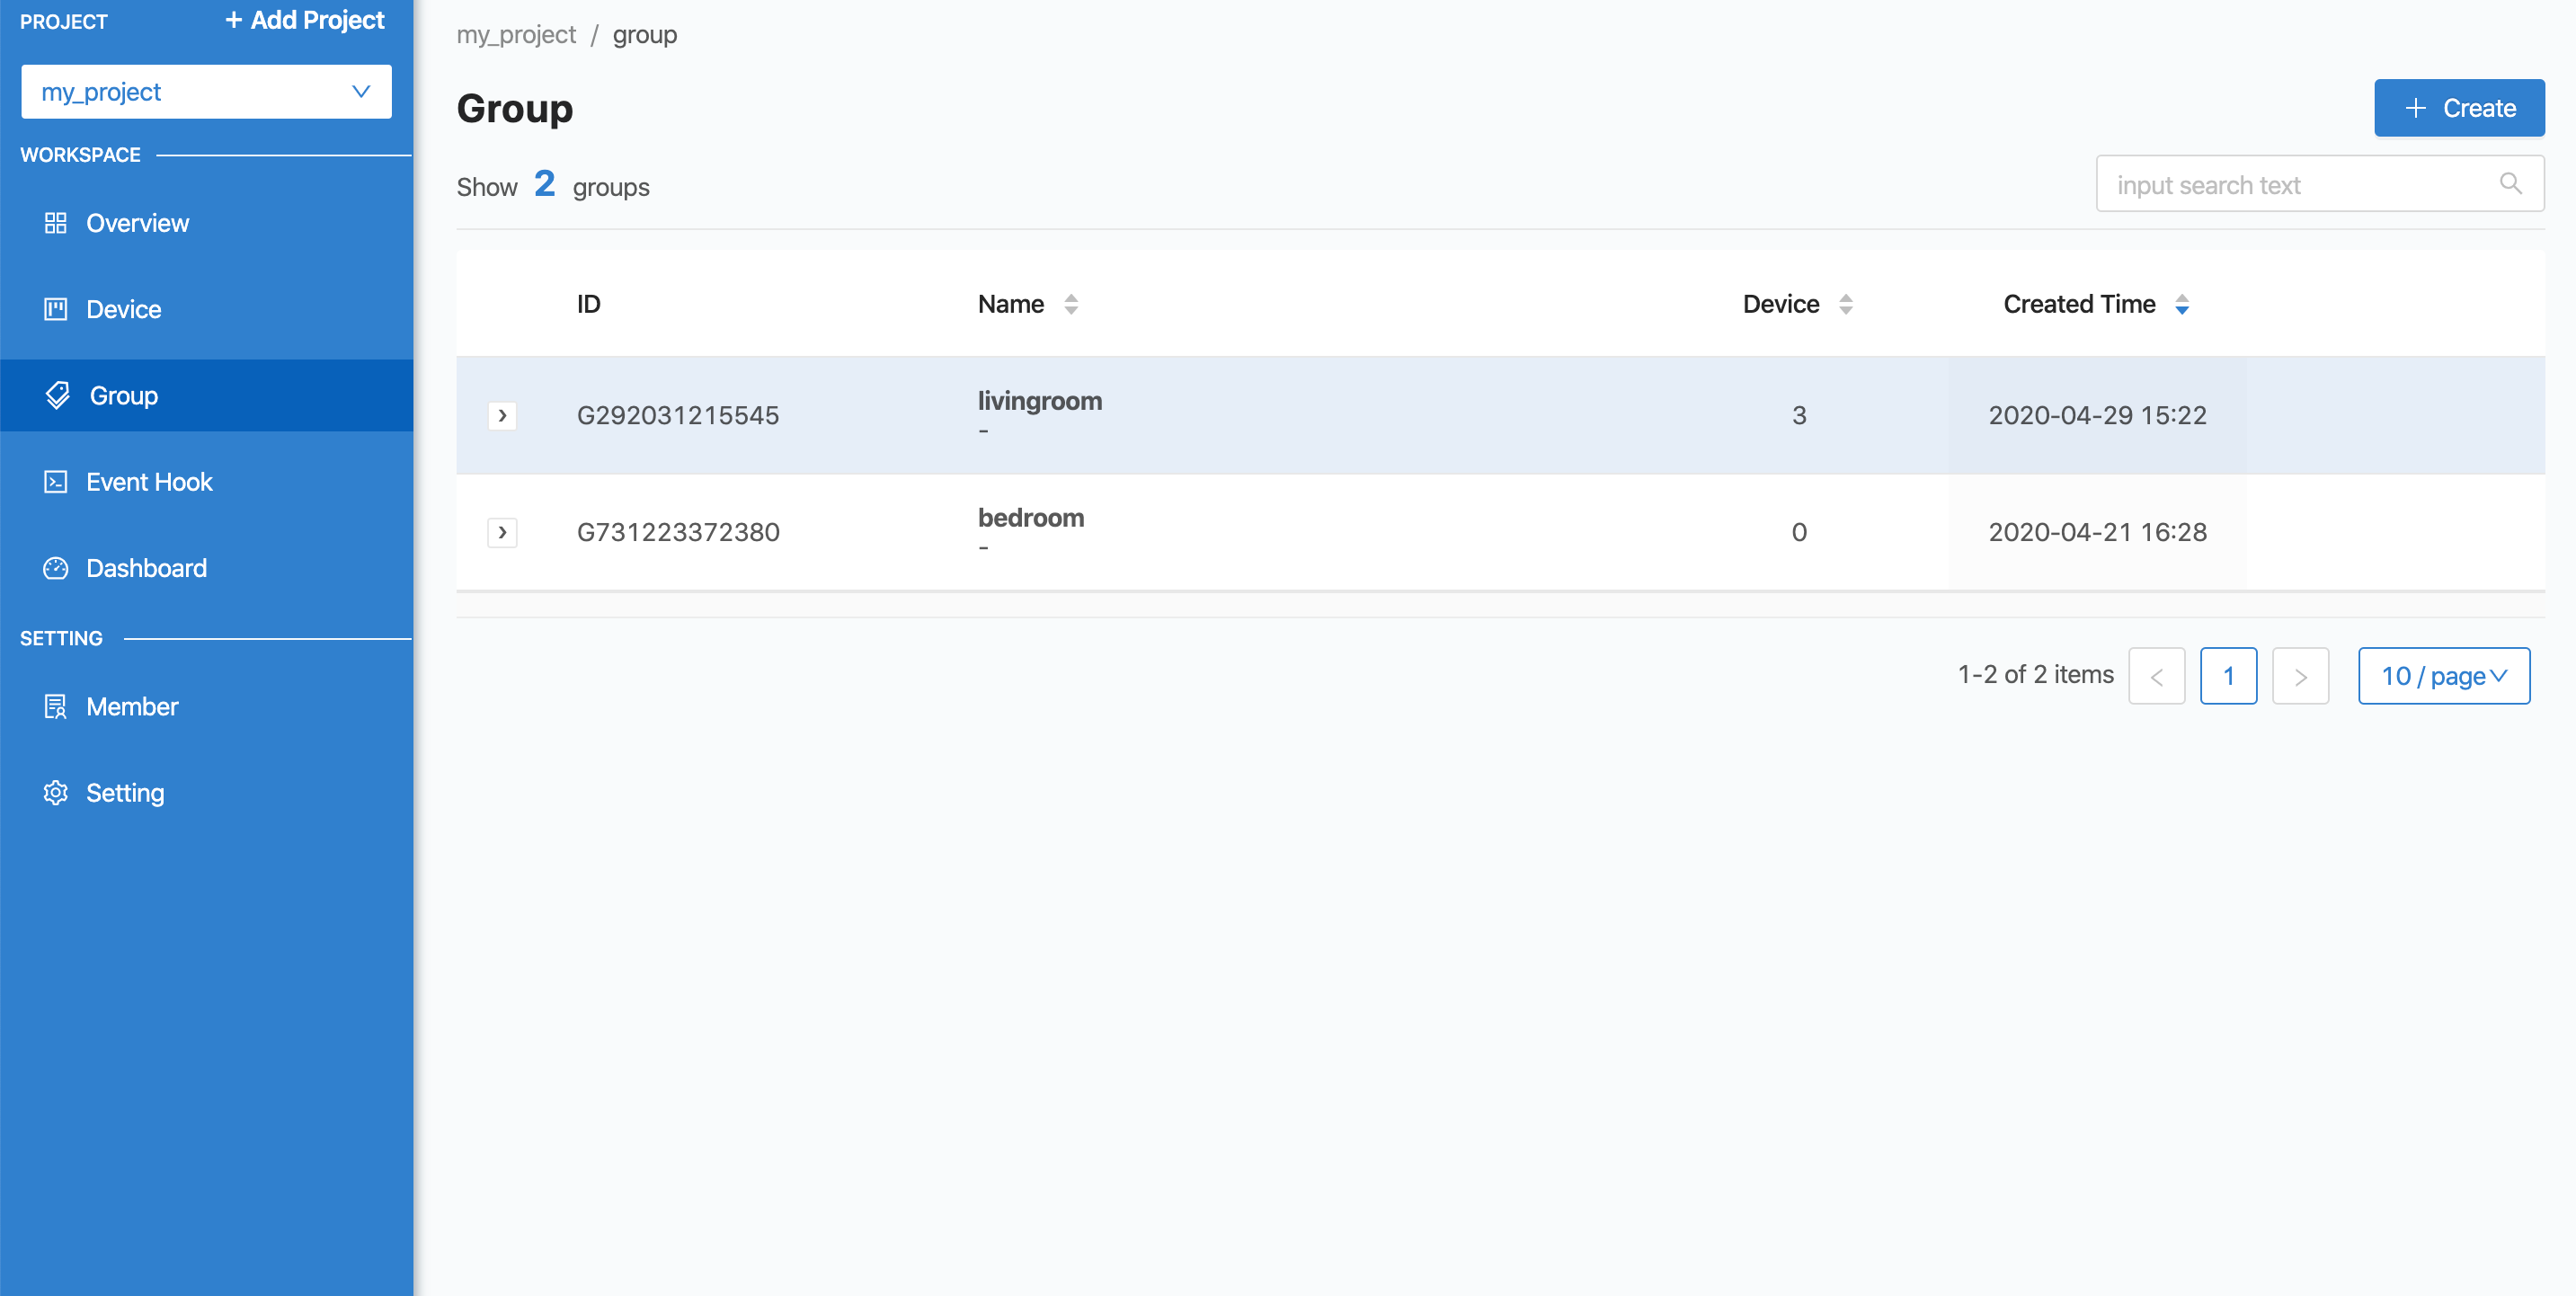 PROJECT
+ Add Project
my_project
WORKSPACE
Overview
Device
Group
Event Hook
Dashboard
SETTING
Member
Setting
my_project / group
Group
Create
Show 2 groups
input search text
ID Name Device Created Time
G292031215545 livingroom 3 2020-04-29 15:22
-
G731223372380 bedroom 0 2020-04-21 16:28
-
1-2 of 2 items < 1 > 10 / page